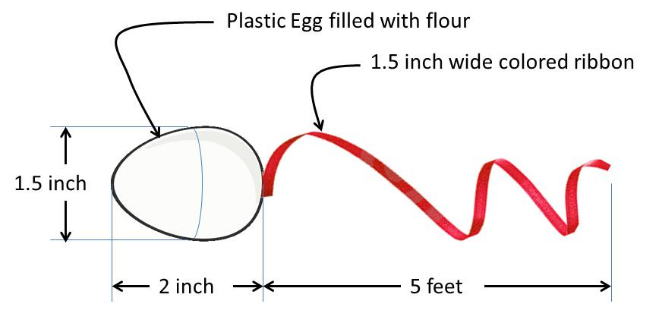 Plastic Egg filled with flour
1.5 inch wide colored ribbon
1.5 inch
2 inch
5 feet